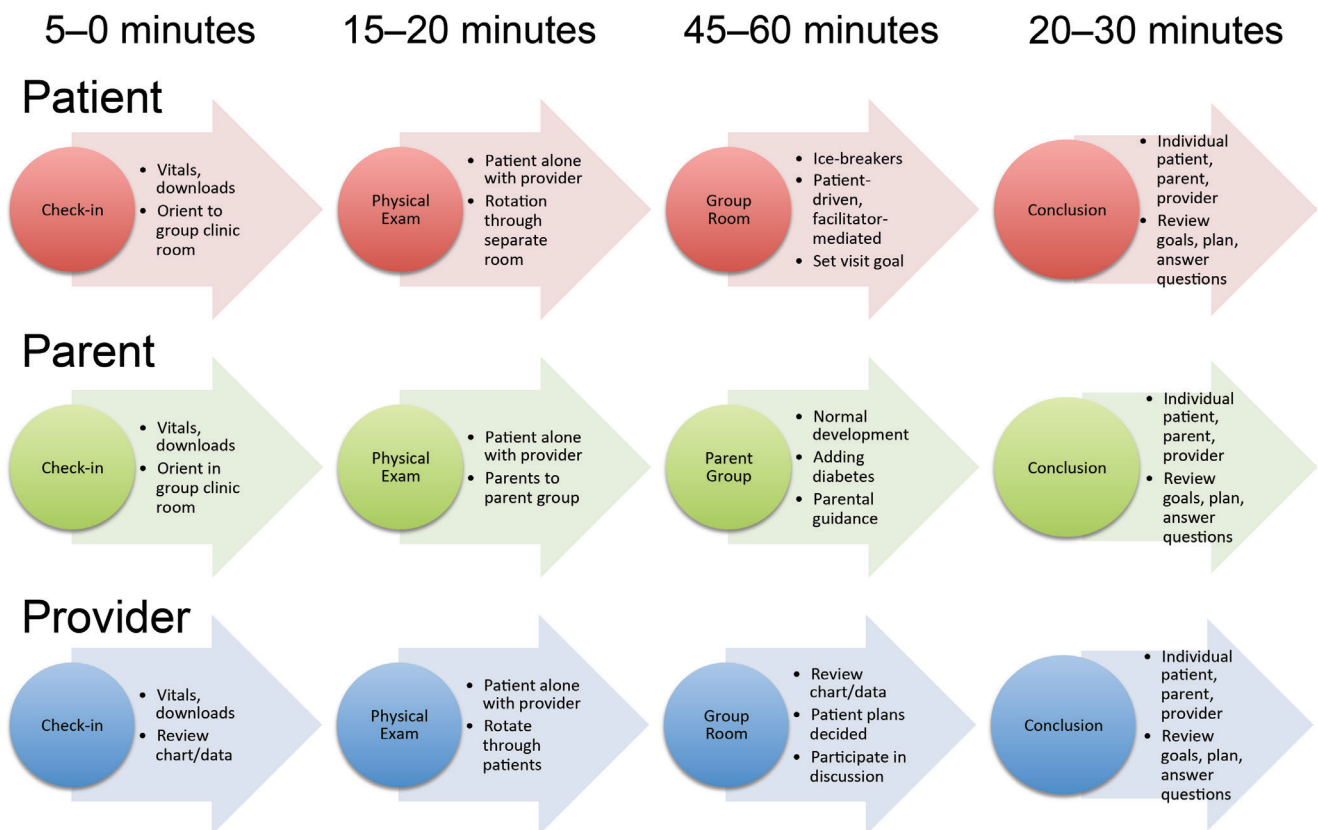 5–0 minutes
15–20 minutes
45–60 minutes
20–30 minutes
Patient
Check-in
• Vitals,
downloads
• Orient to
group clinic
room
Physical
Exam
• Patient alone
with provider
• Rotation
through
separate
room
Group
Room
• Ice-breakers
• Patient-
driven,
facilitator-
mediated
• Set visit goal
Conclusion
• Individual
patient,
parent,
provider
• Review
goals, plan,
answer
questions
Parent
Check-in
• Vitals,
downloads
• Orient in
group clinic
room
Physical
Exam
• Patient alone
with provider
• Parents to
parent group
Parent
Group
• Normal
development
• Adding
diabetes
• Parental
guidance
Conclusion
• Individual
patient,
parent,
provider
• Review
goals, plan,
answer
questions
Provider
Check-in
• Vitals,
downloads
• Review
chart/data
Physical
Exam
• Patient alone
with provider
• Rotate
through
patients
Group
Room
• Review
chart/data
• Patient plans
decided
• Participate in
discussion
Conclusion
• Individual
patient,
parent,
provider
• Review
goals, plan,
answer
questions